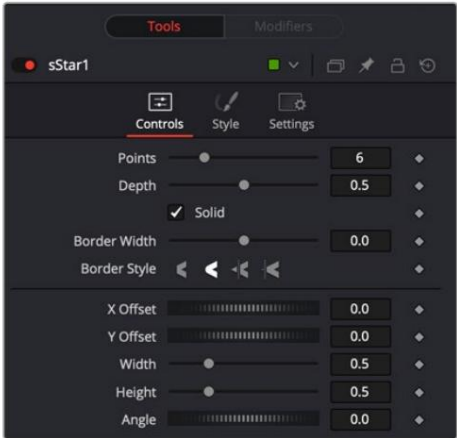 Tools Modifiers
sStar1
Controls Style Settings
Points 6
Depth 0.5
Solid
Border Width 0.0
Border Style
X Offset 0.0
Y Offset 0.0
Width 0.5
Height 0.5
Angle 0.0